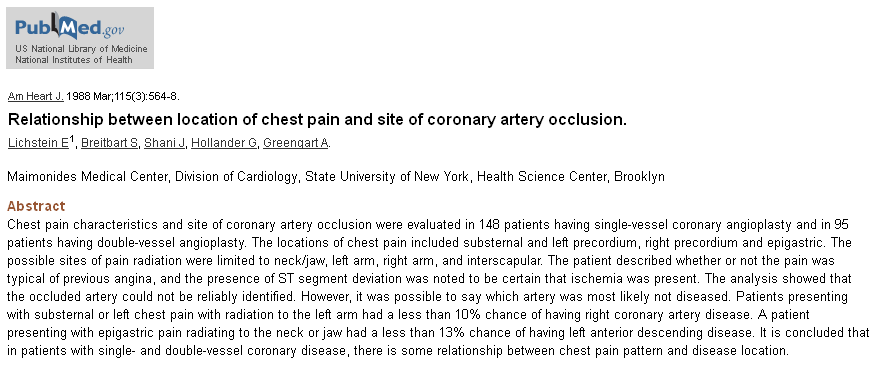 PubMed.gov
US National Library of Medicine
National Institutes of Health
Am Heart J. 1988 Mar;115(3):564-8.
Relationship between location of chest pain and site of coronary artery occlusion.
Lichstein E1, Breitbart S, Shani J, Hollander G, Greengart A.
Maimonides Medical Center, Division of Cardiology, State University of New York, Health Science Center, Brooklyn
Abstract
Chest pain characteristics and site of coronary artery occlusion were evaluated in 148 patients having single-vessel coronary angioplasty and in 95
patients having double-vessel angioplasty. The locations of chest pain included substernal and left precordium, right precordium and epigastric. The
possible sites of pain radiation were limited to neck/jaw, left arm, right arm, and interscapular. The patient described whether or not the pain was
typical of previous angina, and the presence of ST segment deviation was noted to be certain that ischemia was present. The analysis showed that
the occluded artery could not be reliably identified. However, it was possible to say which artery was most likely not diseased. Patients presenting
with substernal or left chest pain with radiation to the left arm had a less than 10% chance of having right coronary artery disease. A patient
presenting with epigastric pain radiating to the neck or jaw had a less than 13% chance of having left anterior descending disease. It is concluded that
in patients with single- and double-vessel coronary disease, there is some relationship between chest pain pattern and disease location.